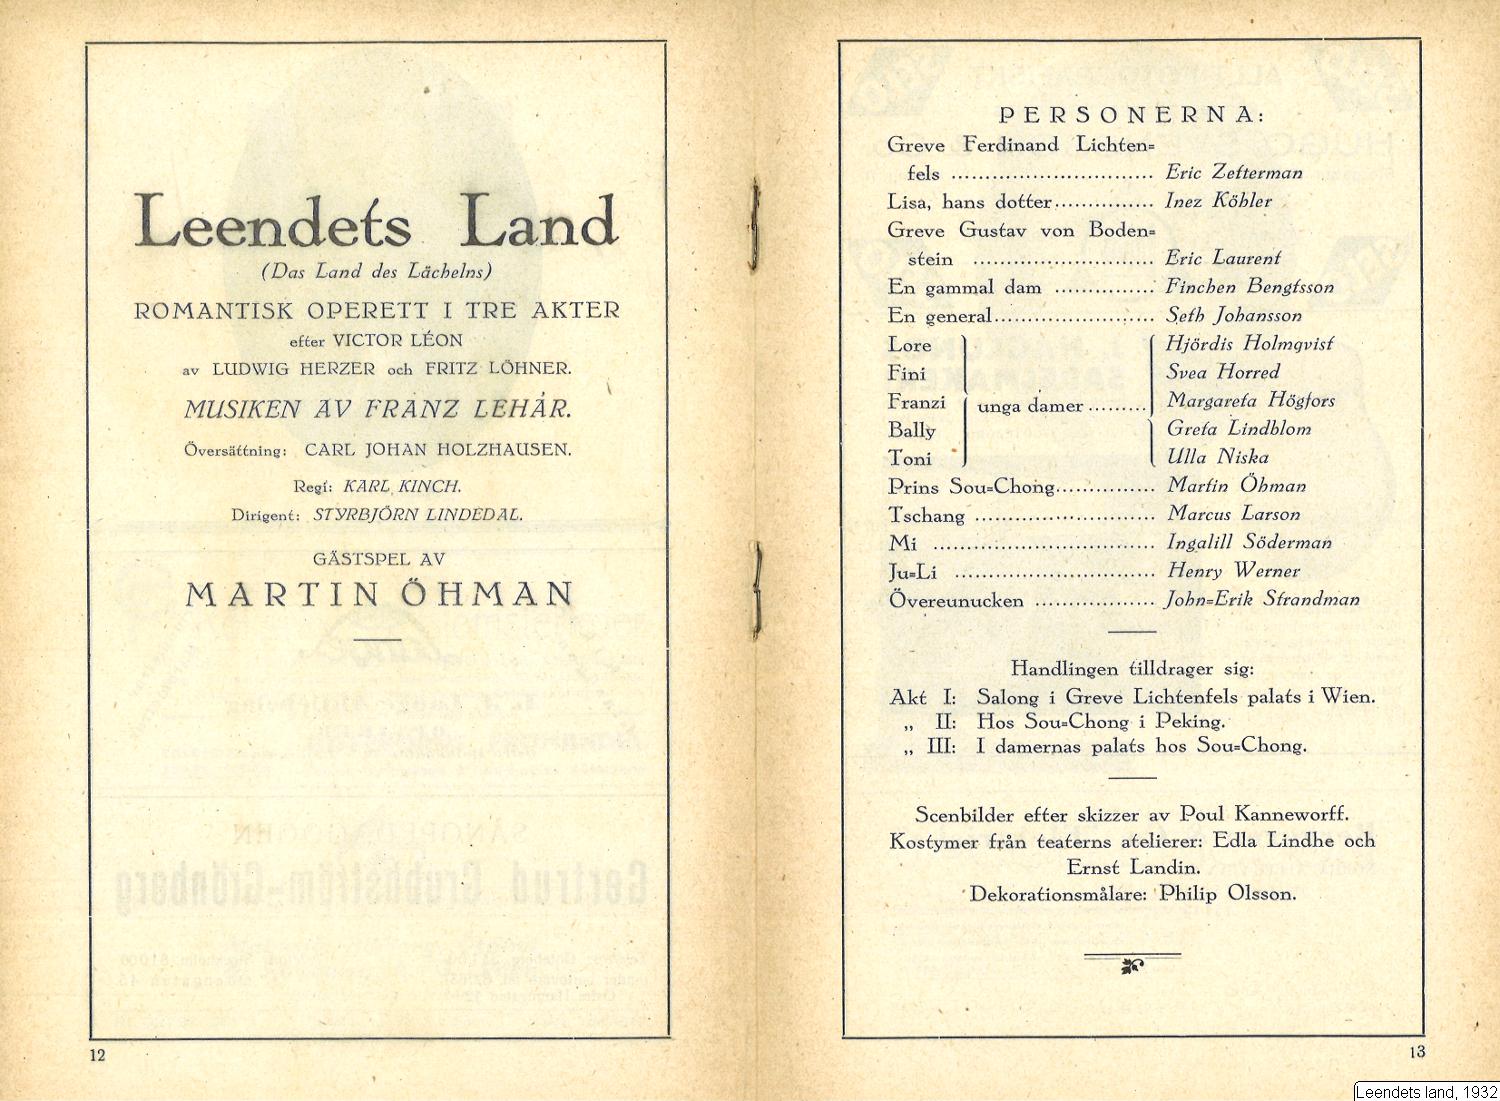 Leendets Land
(Das Land des Lächelns)
ROMANTISK OPERETT I TRE AKTER
efter VICTOR LÉON
av LUDWIG HERZER och FRITZ LÖHNER.
MUSIKEN AV FRANZ LEHÁR.
Översättning: CARL JOHAN HOLZHAUSEN.
Regi: KARL KINCH.
Dirigent: STYRBJÖRN LINDEDAL.
GÄSTSPEL AV
MARTIN ÖHMAN
12
PERSONERNA:
Greve Ferdinand Lichten=
fels .............................. Eric Zetterman
Lisa, hans dotter............... Inez Köhler
Greve Gustav von Boden=
stein ........................... Eric Laurent
En gammal dam ............... Finchen Bengtsson
En general........................ Seth Johansson
Lore Hjördis Holmqvist
Fini Svea Horred
Franzi unga damer ......... Margareta Högfors
Bally Greta Lindblom
Toni Ulla Niska
Prins Sou=Chong............... Martin Öhman
Tschang ........................... Marcus Larson
Mi ................................. Ingalill Söderman
Ju=Li .............................. Henry Werner
Övereunucken .................. John=Erik Strandman
Handlingen tilldrager sig:
Akt I: Salong i Greve Lichtenfels palats i Wien.
„ II: Hos Sou=Chong i Peking.
„ III: I damernas palats hos Sou=Chong.
Scenbilder efter skizzer av Poul Kanneworff.
Kostymer från teaterns atelierer: Edla Lindhe och
Ernst Landin.
Dekorationsmålare: Philip Olsson.
13
Leendets land, 1932